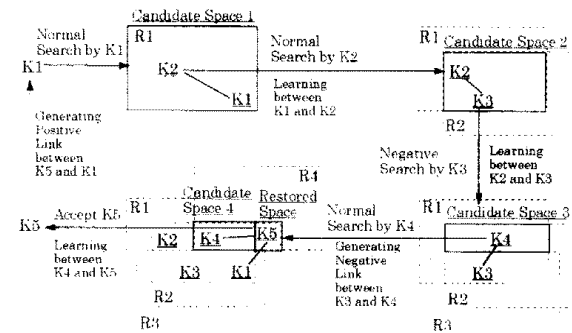 Candidate Space 1
Normal
Search by K1
R1
K1
K2
K1
Normal
Search by K2
Learning
between
K1 and K2
R1
Candidate Space 2
K2
K3
R2
Generating
Positive
Link
between
K5 and K1
Negative
Search by K3
Learning
between
K2 and K3
R4
Candidate
Space 4
Restored
Space
R1
Accept K5
K5
K2
K4
K5
Learning
between
K4 and K5
K3
K1
R2
R3
Normal
Search by K4
Generating
Negative
Link
between
K3 and K4
R1
Candidate Space 3
K4
K3
R2
R3